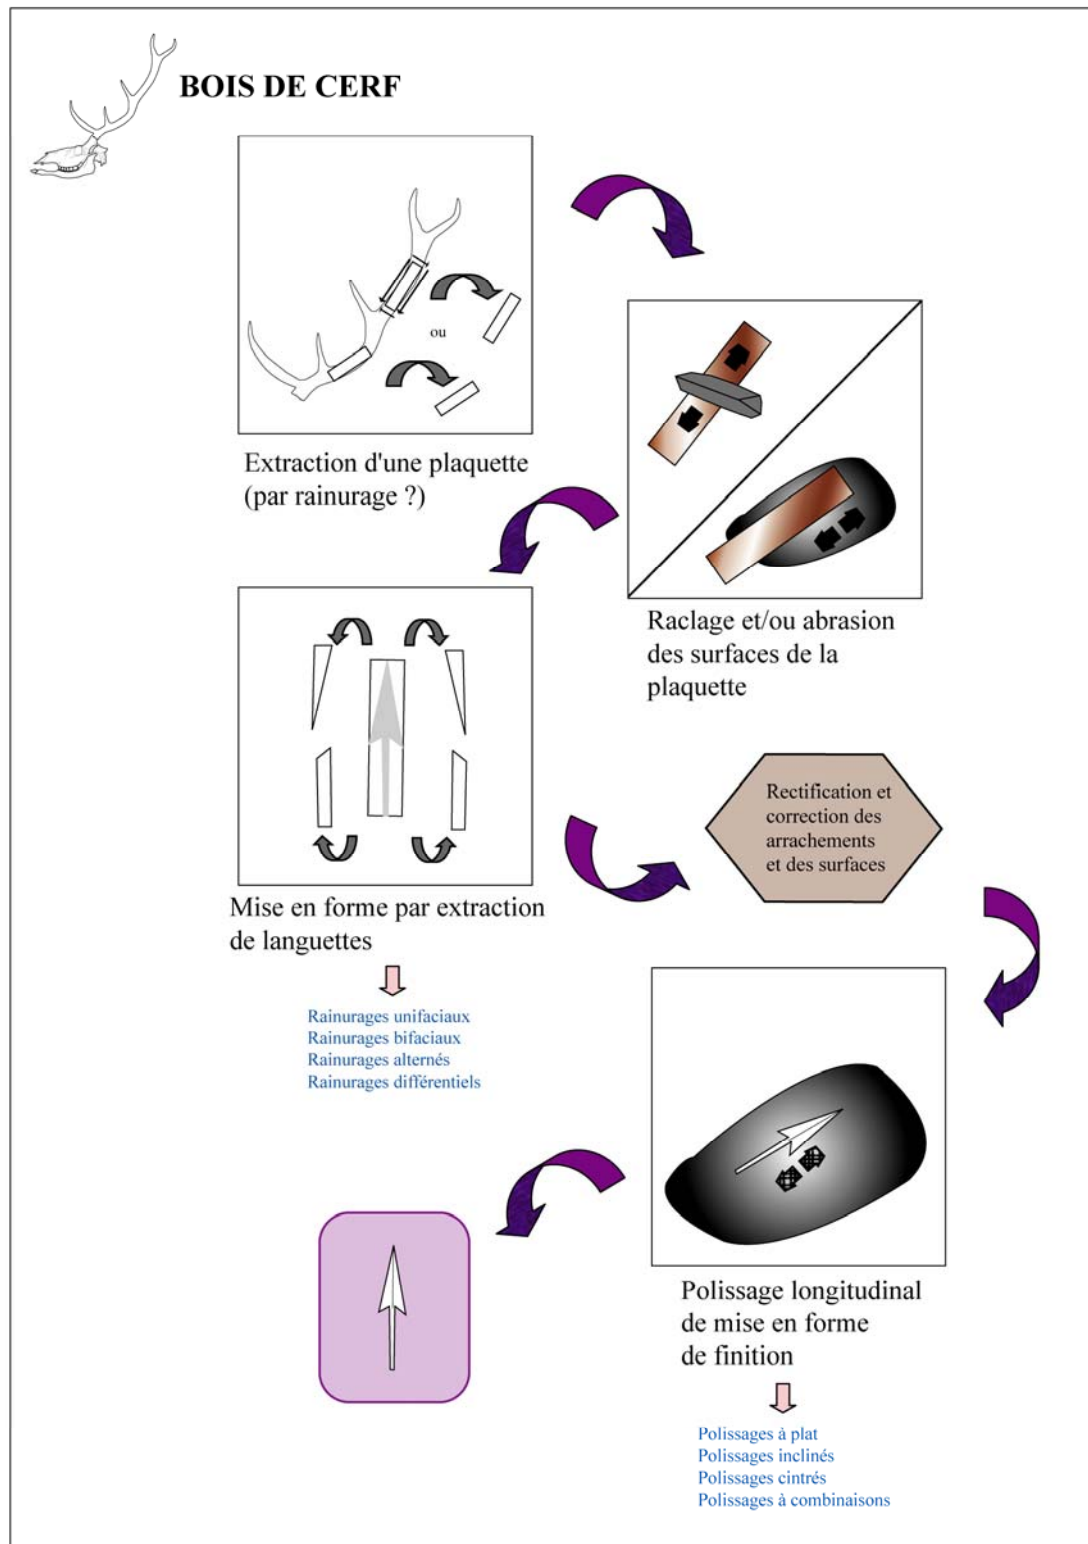 BOIS DE CERF
ou
Extraction d'une plaquette
(par rainurage ?)
Raclage et/ou abrasion
des surfaces de la
plaquette
Mise en forme par extraction
de languettes
Rainurages unifaciaux
Rainurages bifaciaux
Rainurages alternés
Rainurages différentiels
Rectification et
correction des
arrachements
et des surfaces
Polissage longitudinal
de mise en forme
de finition
Polissages à plat
Polissages inclinés
Polissages cintrés
Polissages à combinaisons